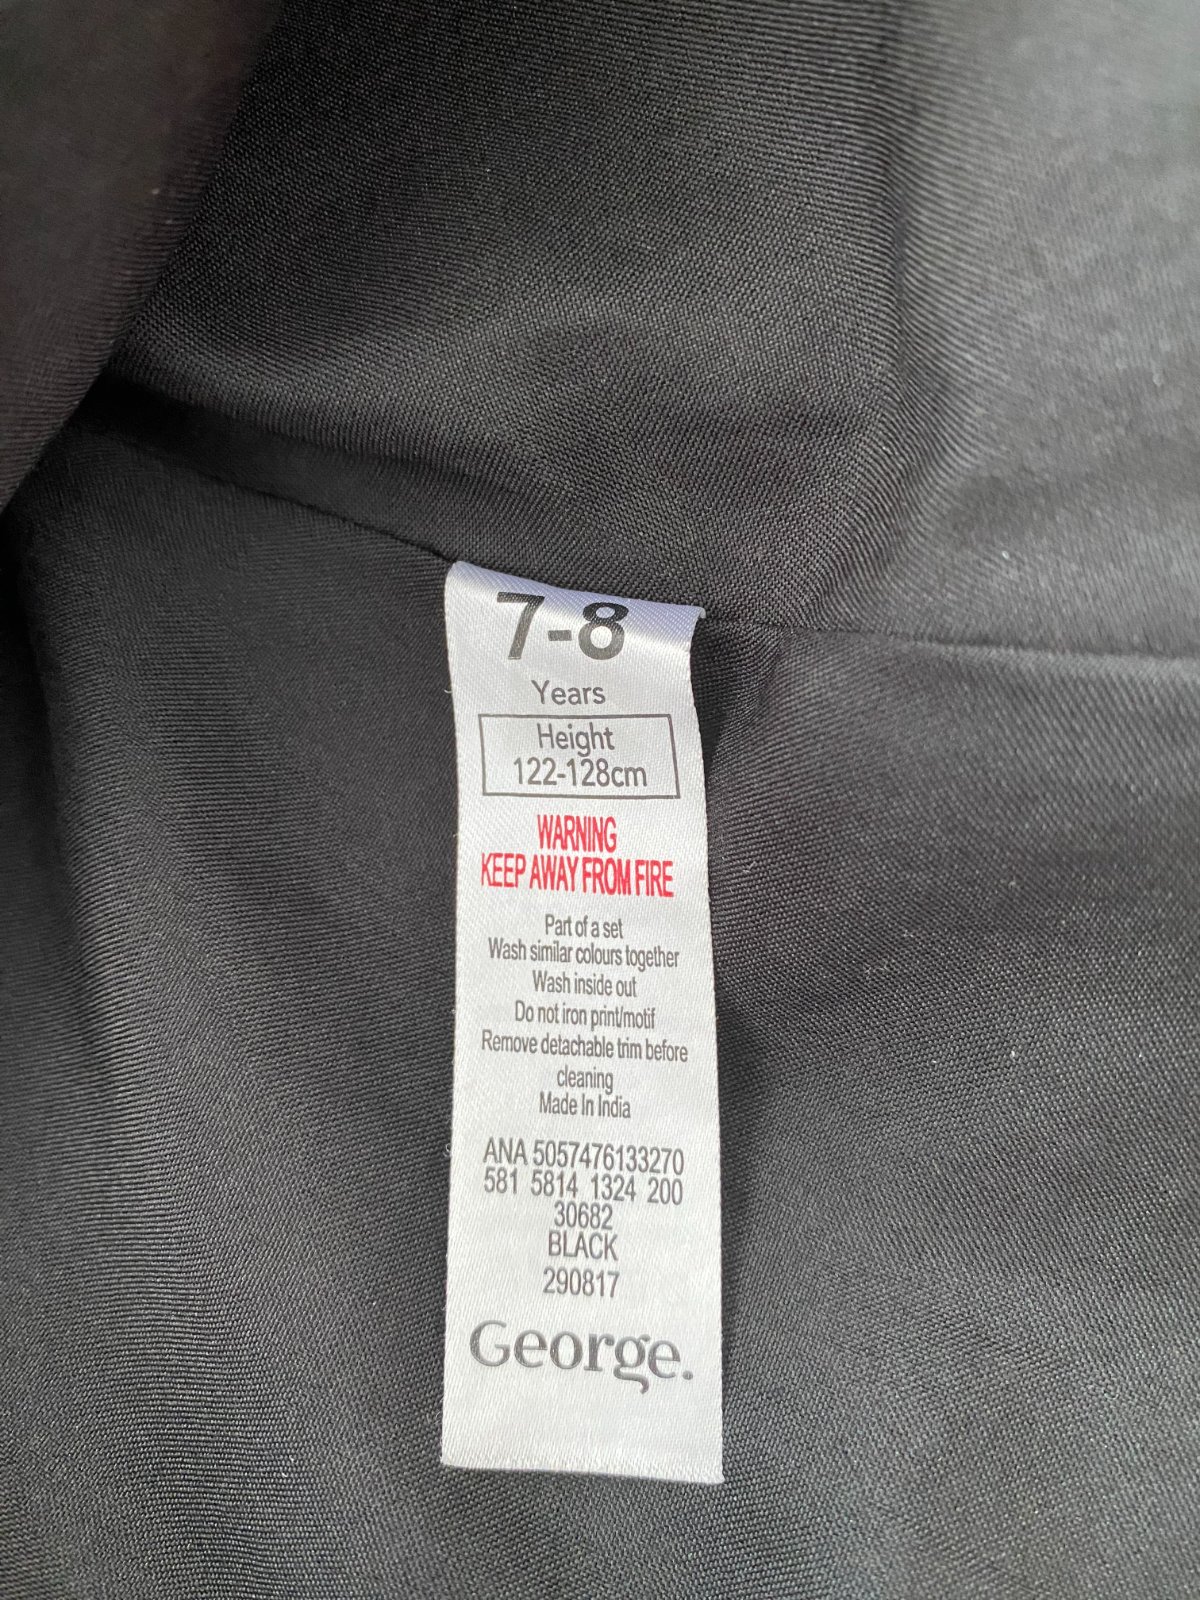 7-8
Years
Height
122-128cm
WARNING
KEEP AWAY FROM FIRE
Part of a set
Wash similar colours together
Wash inside out
Do not iron print/motif
Remove detachable trim before
cleaning
Made In India
ANA 5057476133270
581 5814 1324 200
30682
BLACK
290817
George.